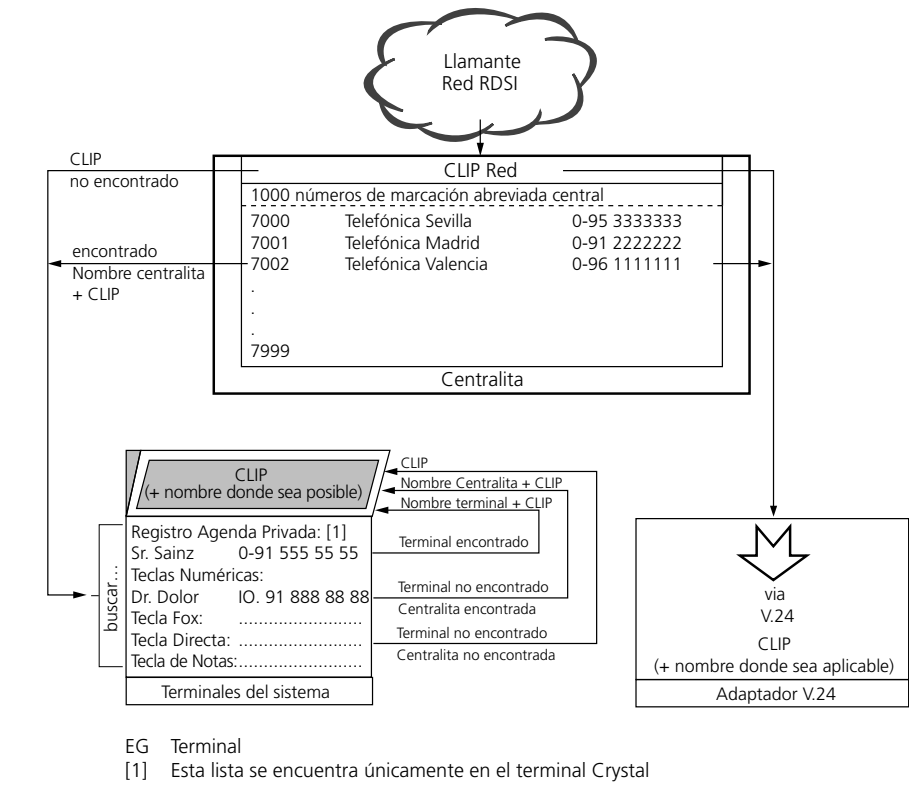 Llamante
Red RDSI
CLIP
no encontrado
CLIP Red
1000 números de marcación abreviada central
7000 Telefónica Sevilla 0-95 3333333
7001 Telefónica Madrid 0-91 2222222
7002 Telefónica Valencia 0-96 1111111
.
.
.
7999
Centralita
encontrado
Nombre centralita
+ CLIP
CLIP
(+ nombre donde sea posible)
CLIP
Nombre Centralita + CLIP
Nombre terminal + CLIP
buscar...
Registro Agenda Privada: [1]
Sr. Sainz 0-91 555 55 55
Teclas Numéricas:
Dr. Dolor IO. 91 888 88 88
Tecla Fox: .........................
Tecla Directa: .........................
Tecla de Notas:.........................
Terminales del sistema
Terminal encontrado
Terminal no encontrado
Centralita encontrada
Terminal no encontrado
Centralita no encontrada
via
V.24
CLIP
(+ nombre donde sea aplicable)
Adaptador V.24
EG Terminal
[1] Esta lista se encuentra únicamente en el terminal Crystal